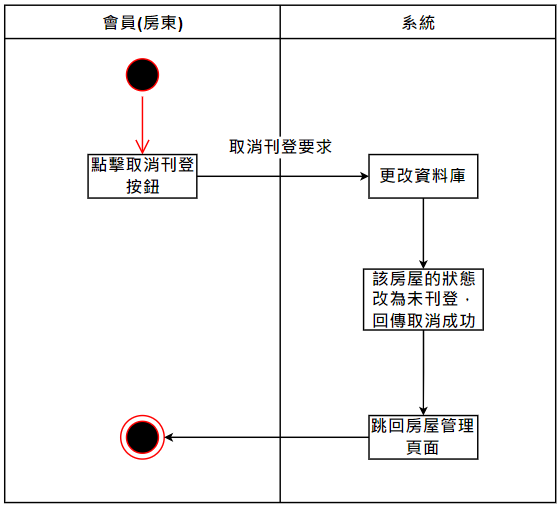 會員(房東)
系統
點擊取消刊登
按鈕
取消刊登要求
更改資料庫
該房屋的狀態
改為未刊登，
回傳取消成功
跳回房屋管理
頁面